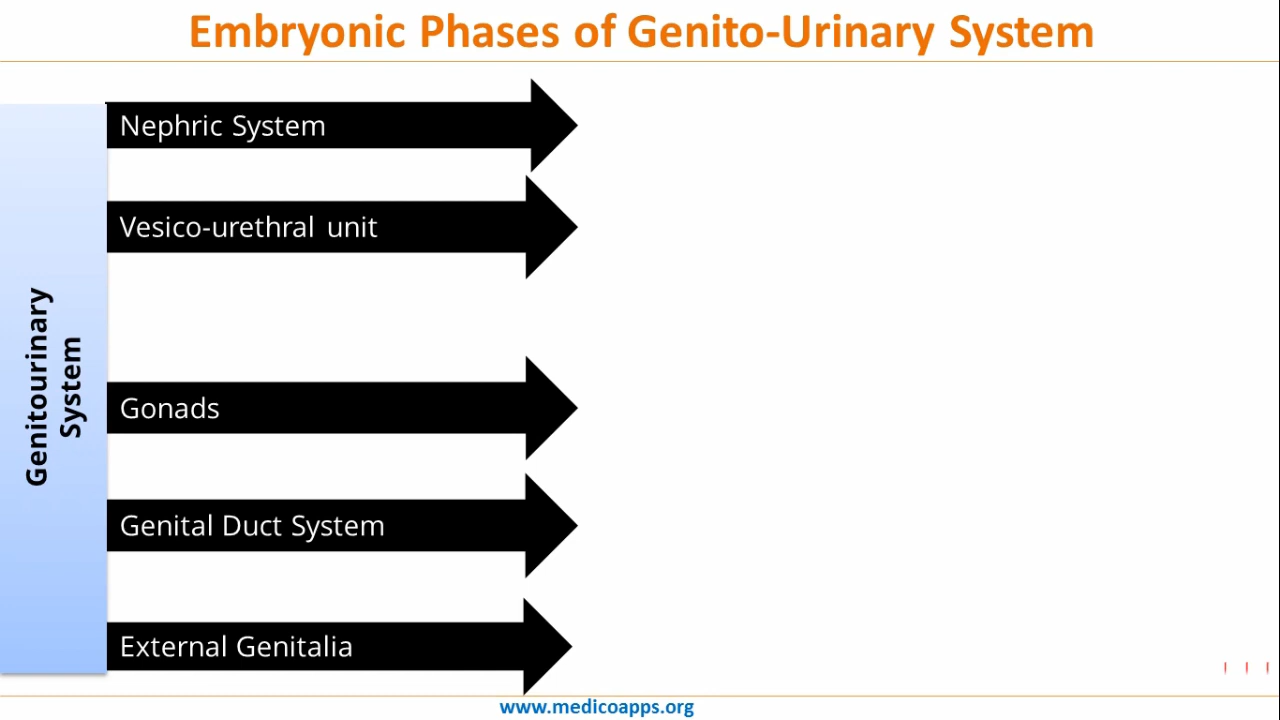 Embryonic Phases of Genito-Urinary System
Nephric System
Vesico-urethral unit
Genitourinary
System
Gonads
Genital Duct System
External Genitalia
www.medicoapps.org